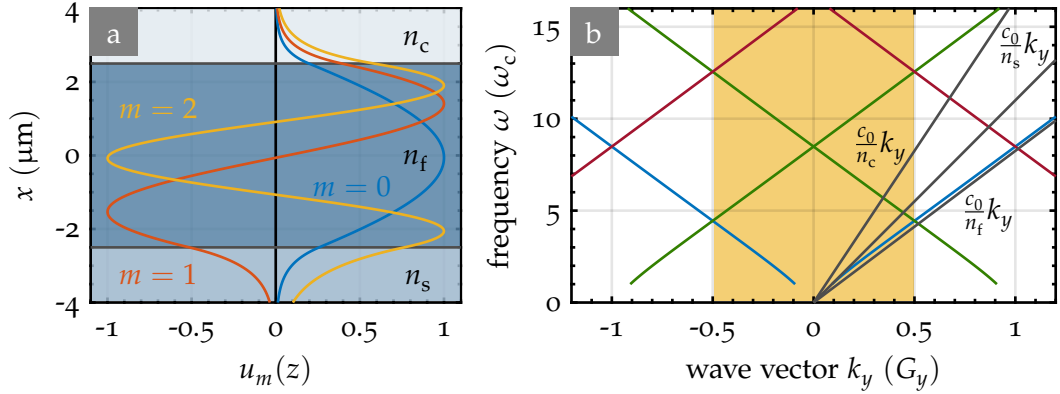 a
4
2
0
-2
-4
x (μm)
n_c
m = 2
n_f
m = 0
m = 1
n_s
-1
-0.5
0
0.5
1
u_m(z)
b
15
10
5
0
frequency ω (ω_c)
c_0/n_s k_y
c_0/n_c k_y
c_0/n_f k_y
-1
-0.5
0
0.5
1
wave vector k_y (G_y)